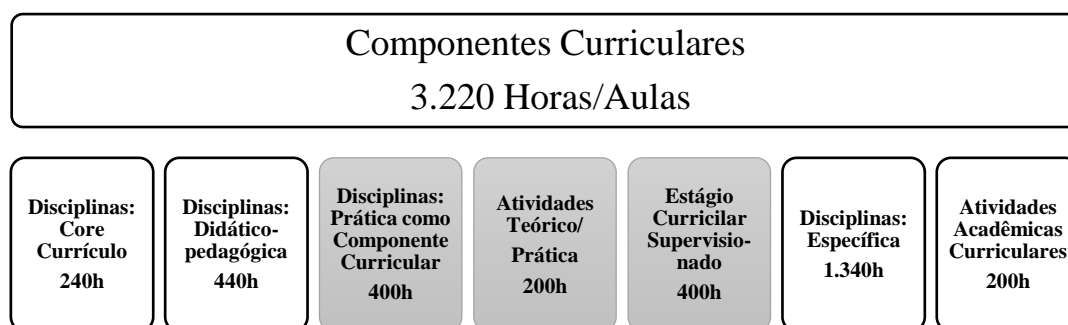 Componentes Curriculares
3.220 Horas/Aulas
Disciplinas:
Core
Currículo
240h
Disciplinas:
Didático-
pedagógica
440h
Disciplinas:
Prática como
Componente
Curricular
400h
Atividades
Teórico/
Prática
200h
Estágio
Curricilar
Supervisio-
nado
400h
Disciplinas:
Específica
1.340h
Atividades
Acadêmicas
Curriculares
200h